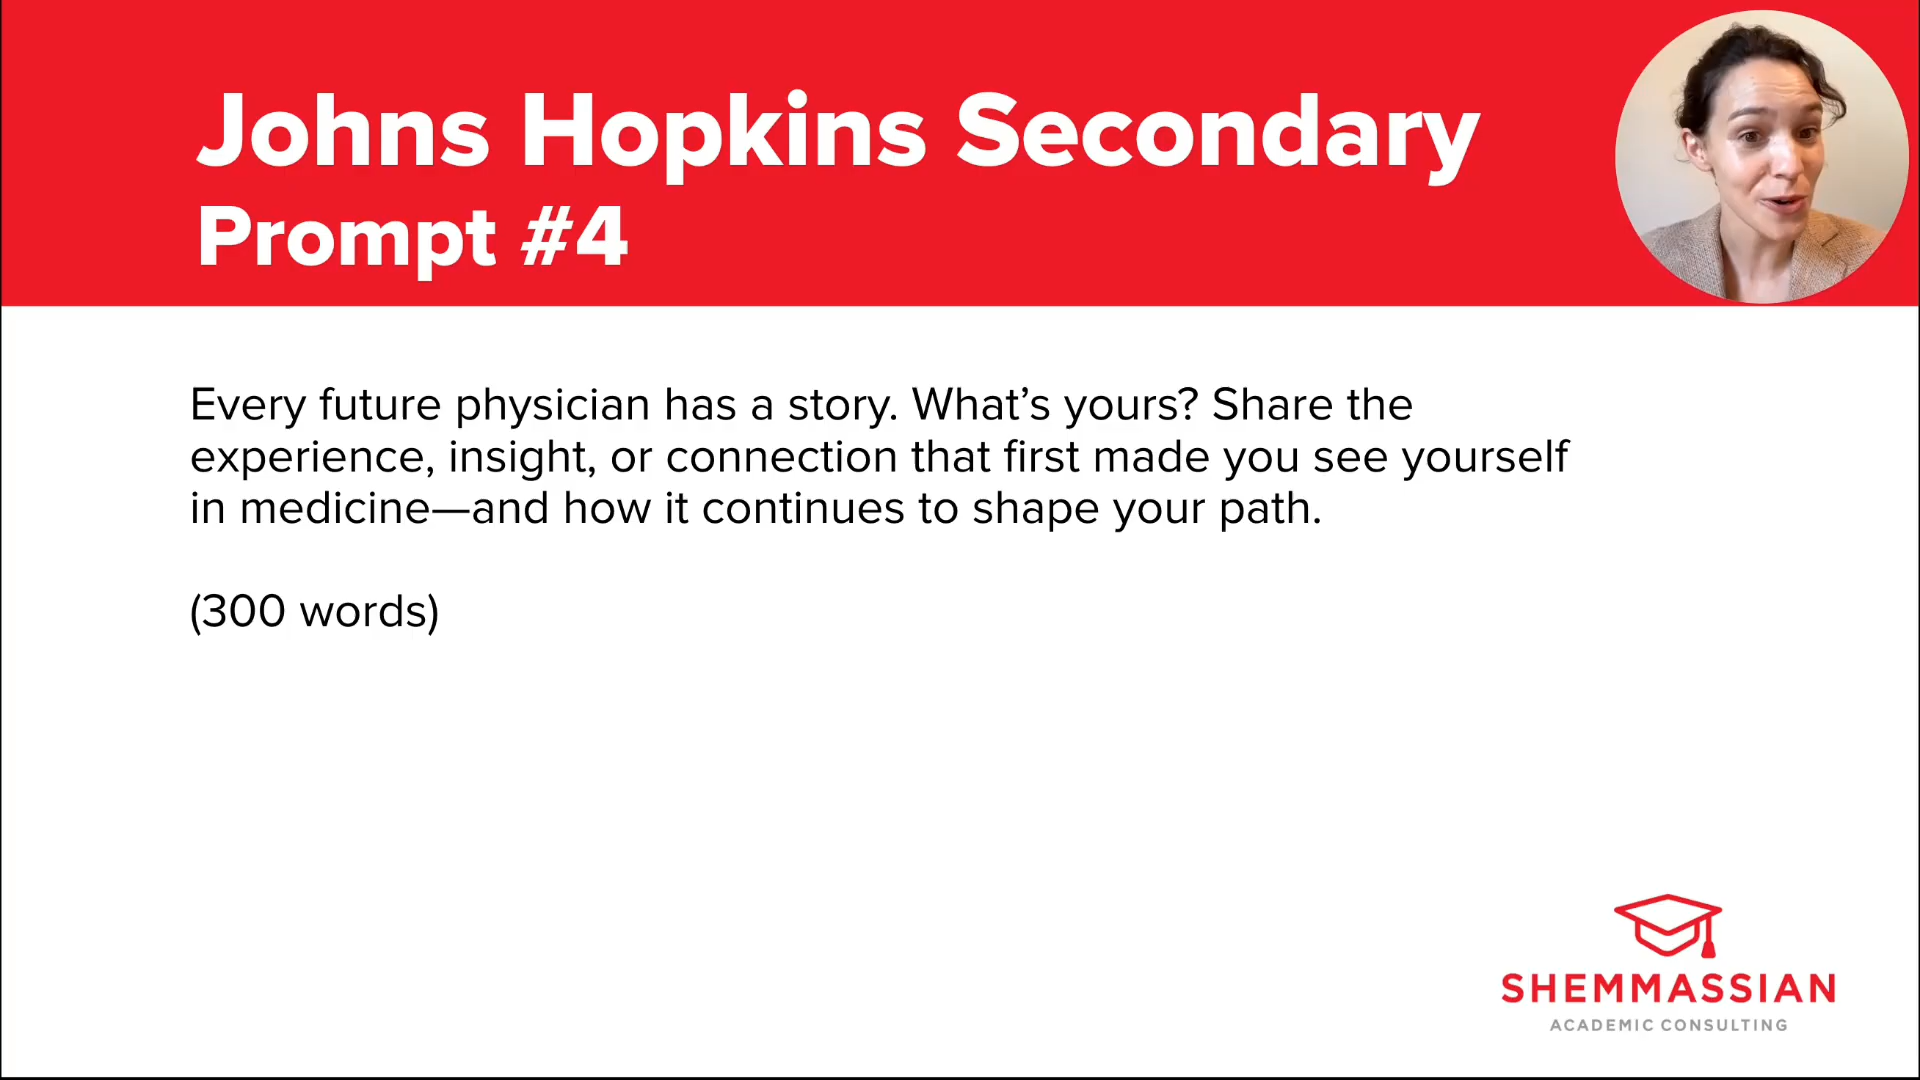 Johns Hopkins Secondary
Prompt #4
Every future physician has a story. What’s yours? Share the
experience, insight, or connection that first made you see yourself
in medicine—and how it continues to shape your path.
(300 words)
SHEMMASSIAN
ACADEMIC CONSULTING